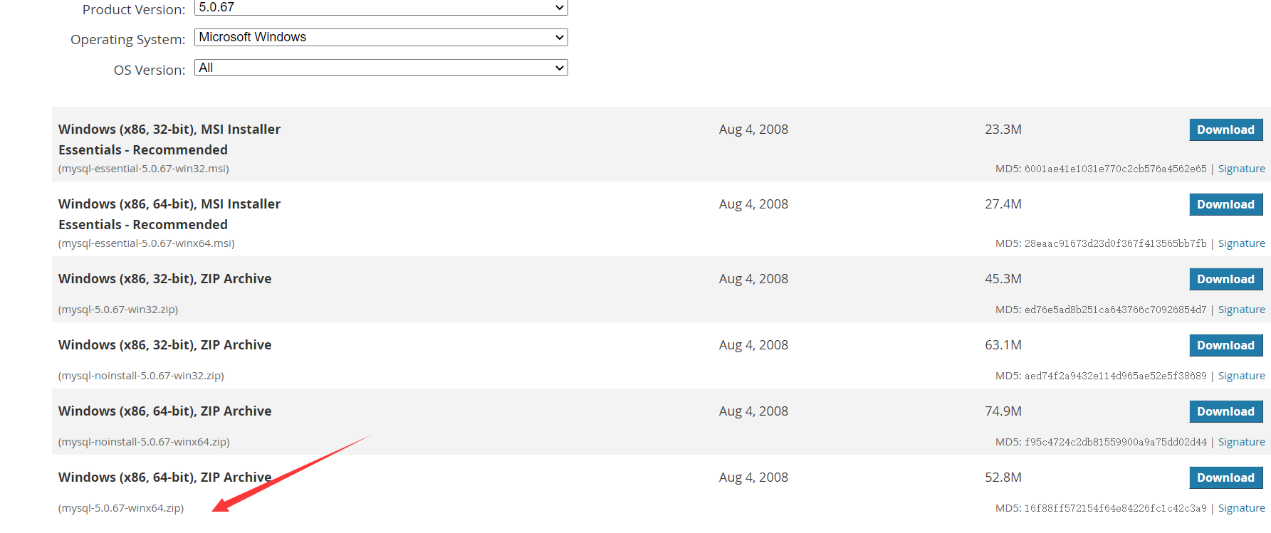 Product Version: 5.0.67
Operating System: Microsoft Windows
OS Version: All
Windows (x86, 32-bit), MSI Installer Aug 4, 2008 23.3M Download
Essentials - Recommended
(mysql-essential-5.0.67-win32.msi) MD5: 6001ae41e1031e770c2cb576a4562e65 | Signature
Windows (x86, 64-bit), MSI Installer Aug 4, 2008 27.4M Download
Essentials - Recommended
(mysql-essential-5.0.67-winx64.msi) MD5: 28eaac91673d23d0f367f413565bb7fb | Signature
Windows (x86, 32-bit), ZIP Archive Aug 4, 2008 45.3M Download
(mysql-5.0.67-win32.zip) MD5: ed76e5ad8b251ca643766c70926854d7 | Signature
Windows (x86, 32-bit), ZIP Archive Aug 4, 2008 63.1M Download
(mysql-noinstall-5.0.67-win32.zip) MD5: aed74f2a9432e114d965ae52e5f38689 | Signature
Windows (x86, 64-bit), ZIP Archive Aug 4, 2008 74.9M Download
(mysql-noinstall-5.0.67-winx64.zip) MD5: f95c4724c2db81559900a9a75dd02d44 | Signature
Windows (x86, 64-bit), ZIP Archive Aug 4, 2008 52.8M Download
(mysql-5.0.67-winx64.zip) MD5: 16f88ff572154f64e84226fc1c42c3a9 | Signature